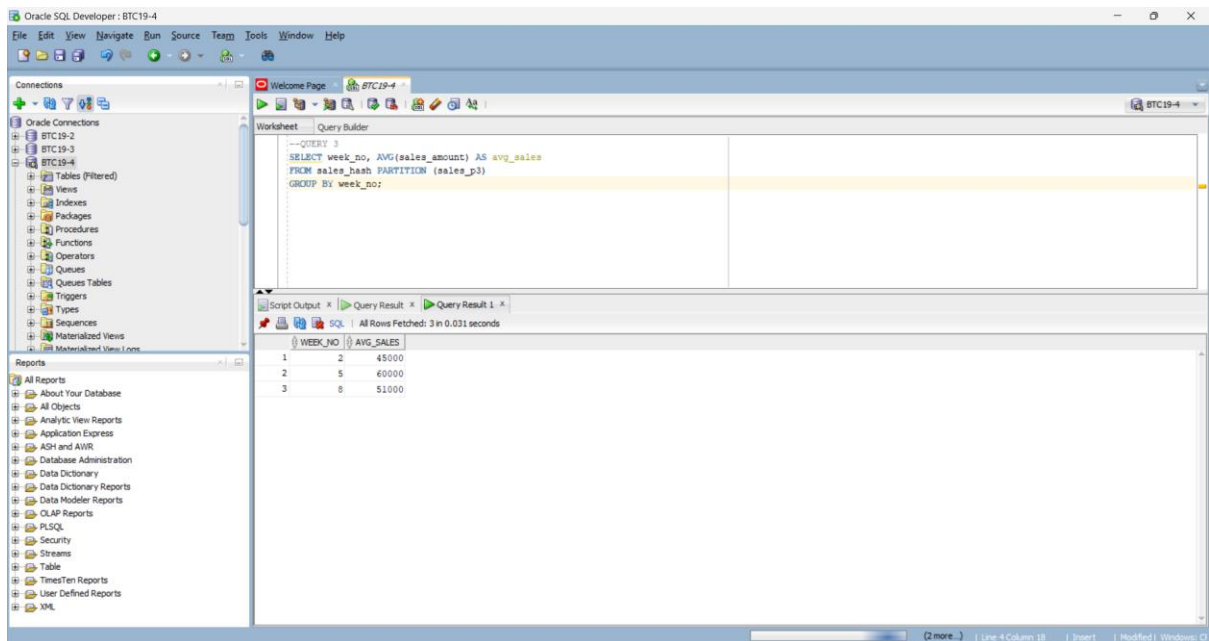 Oracle SQL Developer : BTC19-4
File Edit View Navigate Run Source Team Tools Window Help
Connections
Oracle Connections
BTC19-2
BTC19-3
BTC19-4
Tables (Filtered)
Views
Indexes
Packages
Procedures
Functions
Operators
Queues
Queues Tables
Triggers
Types
Sequences
Materialized Views
Materialized View Logs
Reports
All Reports
About Your Database
All Objects
Analytic View Reports
Application Express
ASH and AWR
Database Administration
Data Dictionary
Data Dictionary Reports
Data Modeler Reports
OLAP Reports
PLSQL
Security
Streams
Table
TimesTen Reports
User Defined Reports
XML
Welcome Page BTC19-4
BTC19-4
Worksheet Query Builder
--QUERY 3
SELECT week_no, AVG(sales_amount) AS avg_sales
FROM sales_hash PARTITION (sales_p3)
GROUP BY week_no;
Script Output x Query Result x Query Result 1 x
SQL | All Rows Fetched: 3 in 0.031 seconds
WEEK_NO AVG_SALES
1 2 45000
2 5 60000
3 8 51000
(2 more...) | Line 4 Column 18 | Insert | Modified | Windows: C